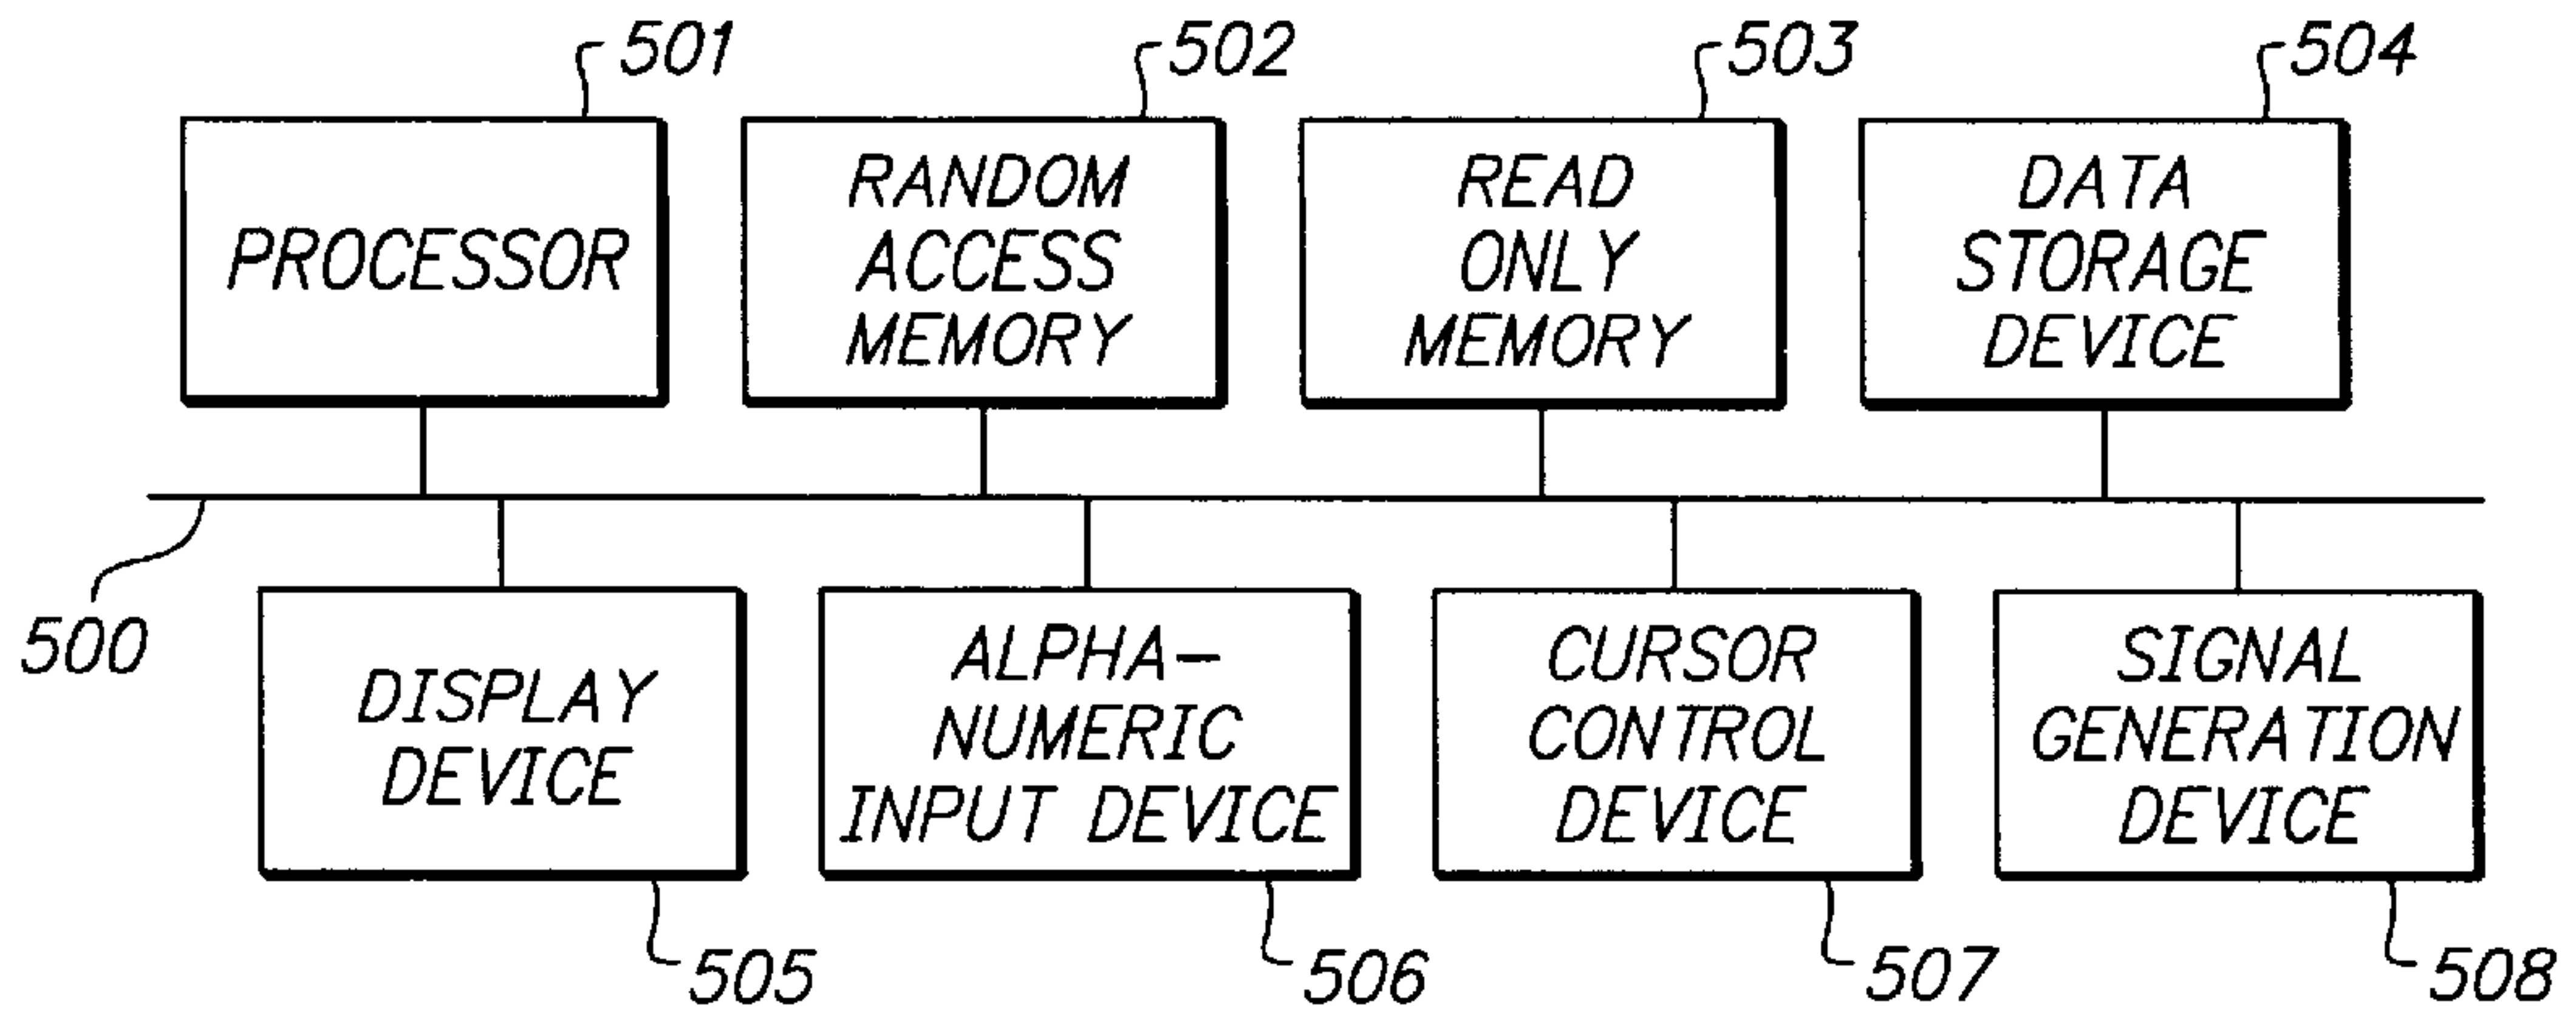 501
502
503
504
PROCESSOR
RANDOM
ACCESS
MEMORY
READ
ONLY
MEMORY
DATA
STORAGE
DEVICE
500
DISPLAY
DEVICE
ALPHA-
NUMERIC
INPUT DEVICE
CURSOR
CONTROL
DEVICE
SIGNAL
GENERATION
DEVICE
505
506
507
508